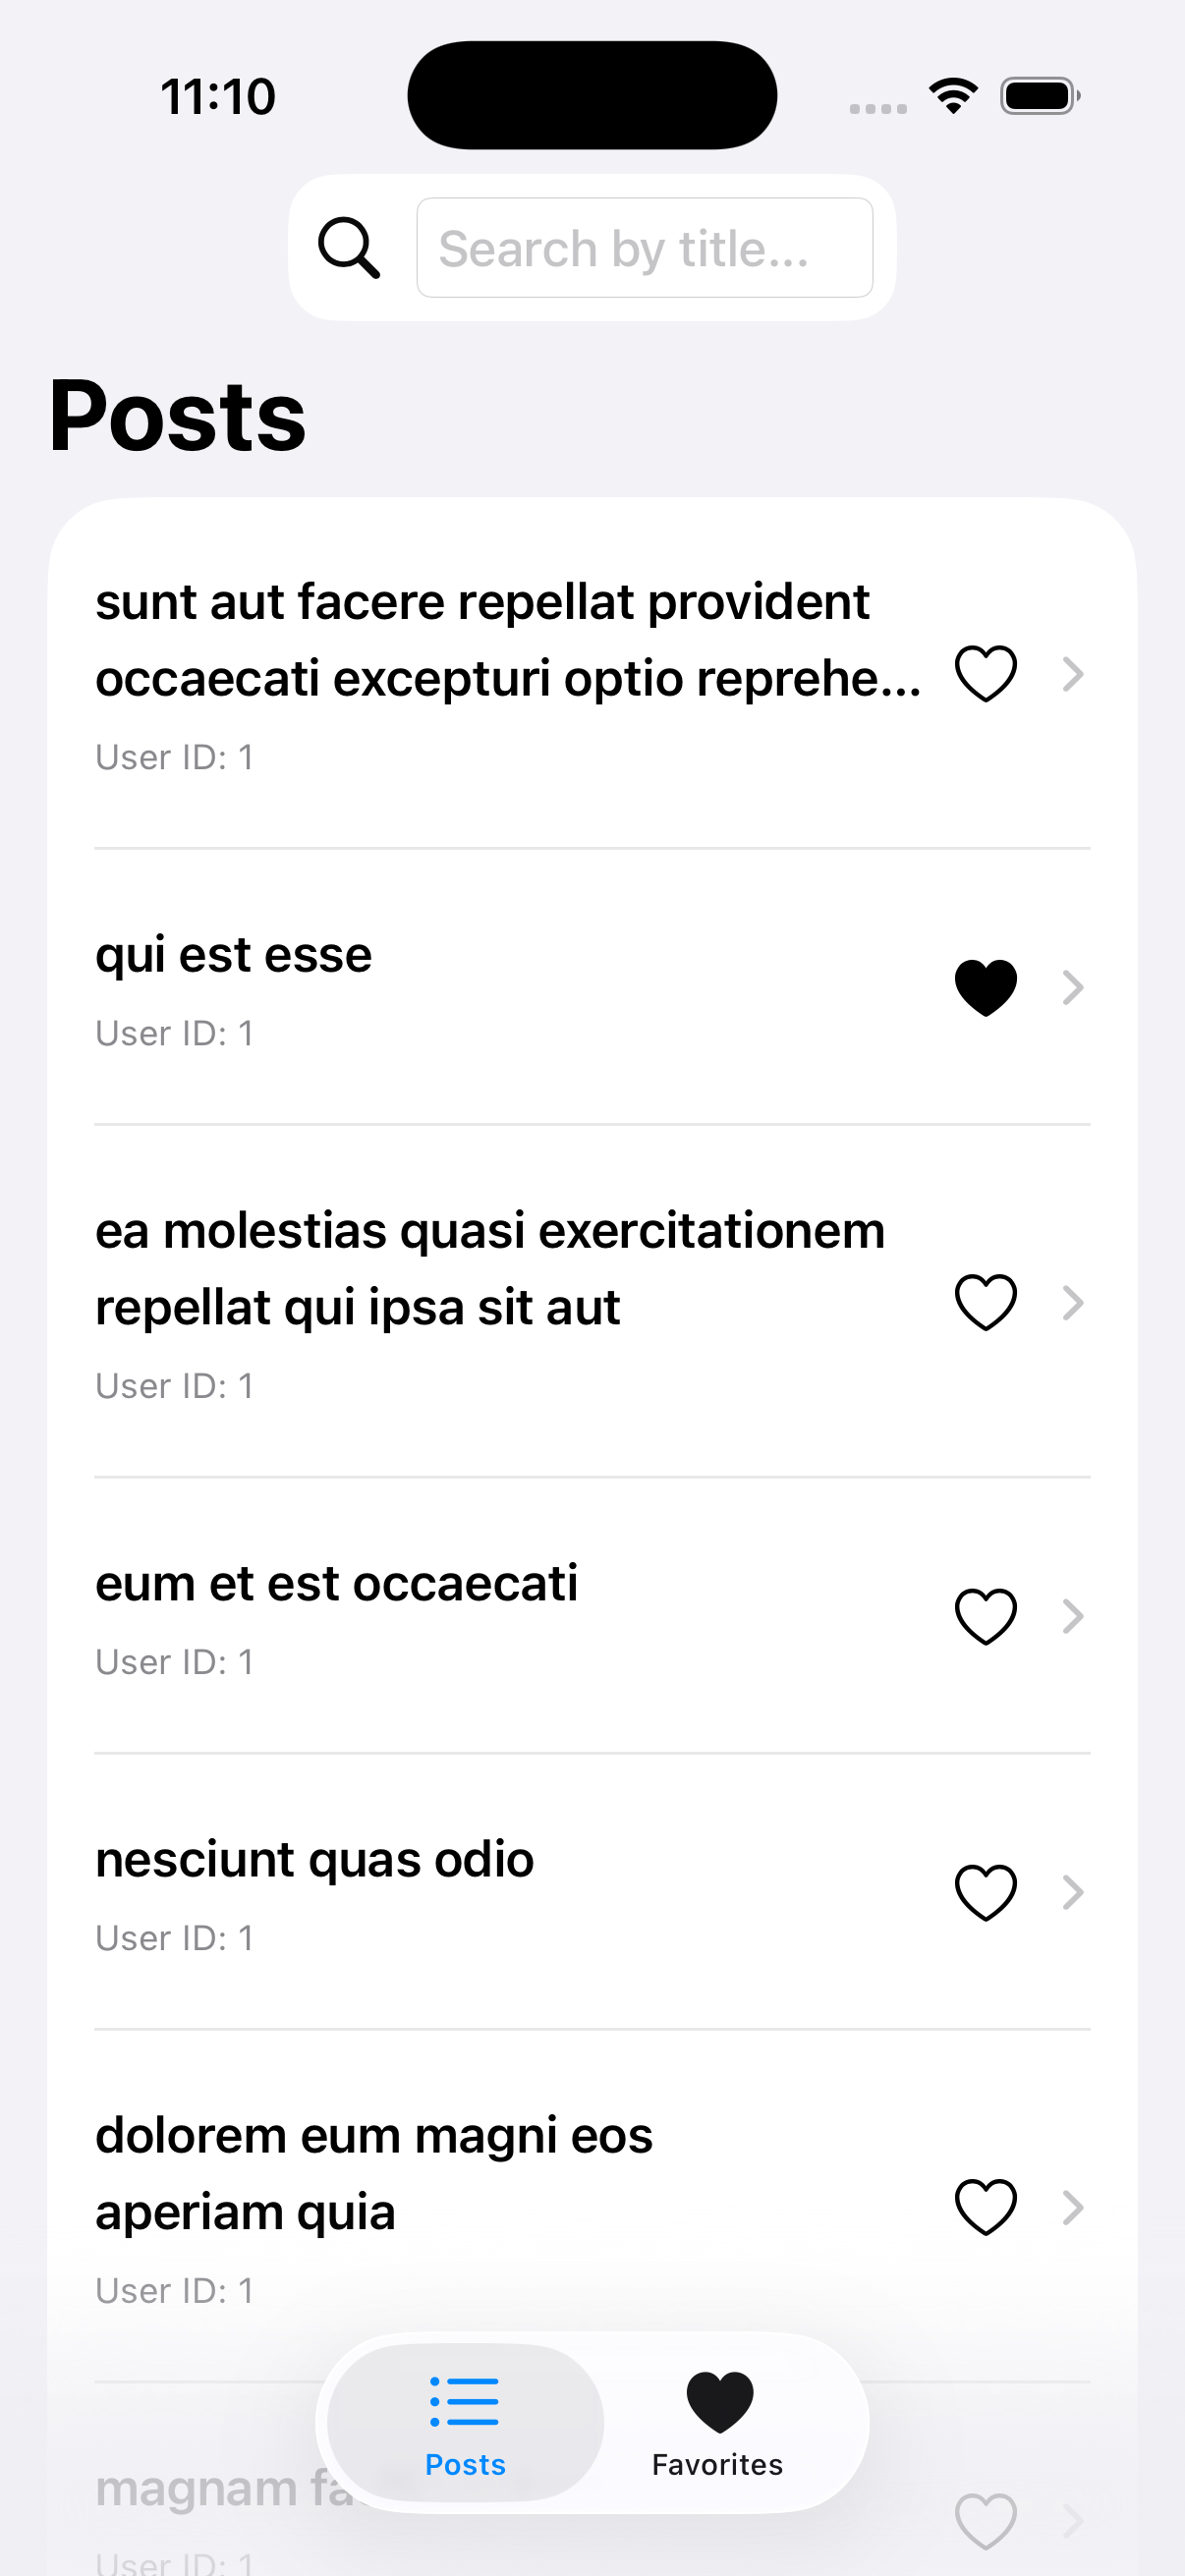 11:10
Search by title...
Posts
sunt aut facere repellat provident
occaecati excepturi optio reprehe...
User ID: 1
qui est esse
User ID: 1
ea molestias quasi exercitationem
repellat qui ipsa sit aut
User ID: 1
eum et est occaecati
User ID: 1
nesciunt quas odio
User ID: 1
dolorem eum magni eos
aperiam quia
User ID: 1
magnam
User ID: 1
Posts
Favorites